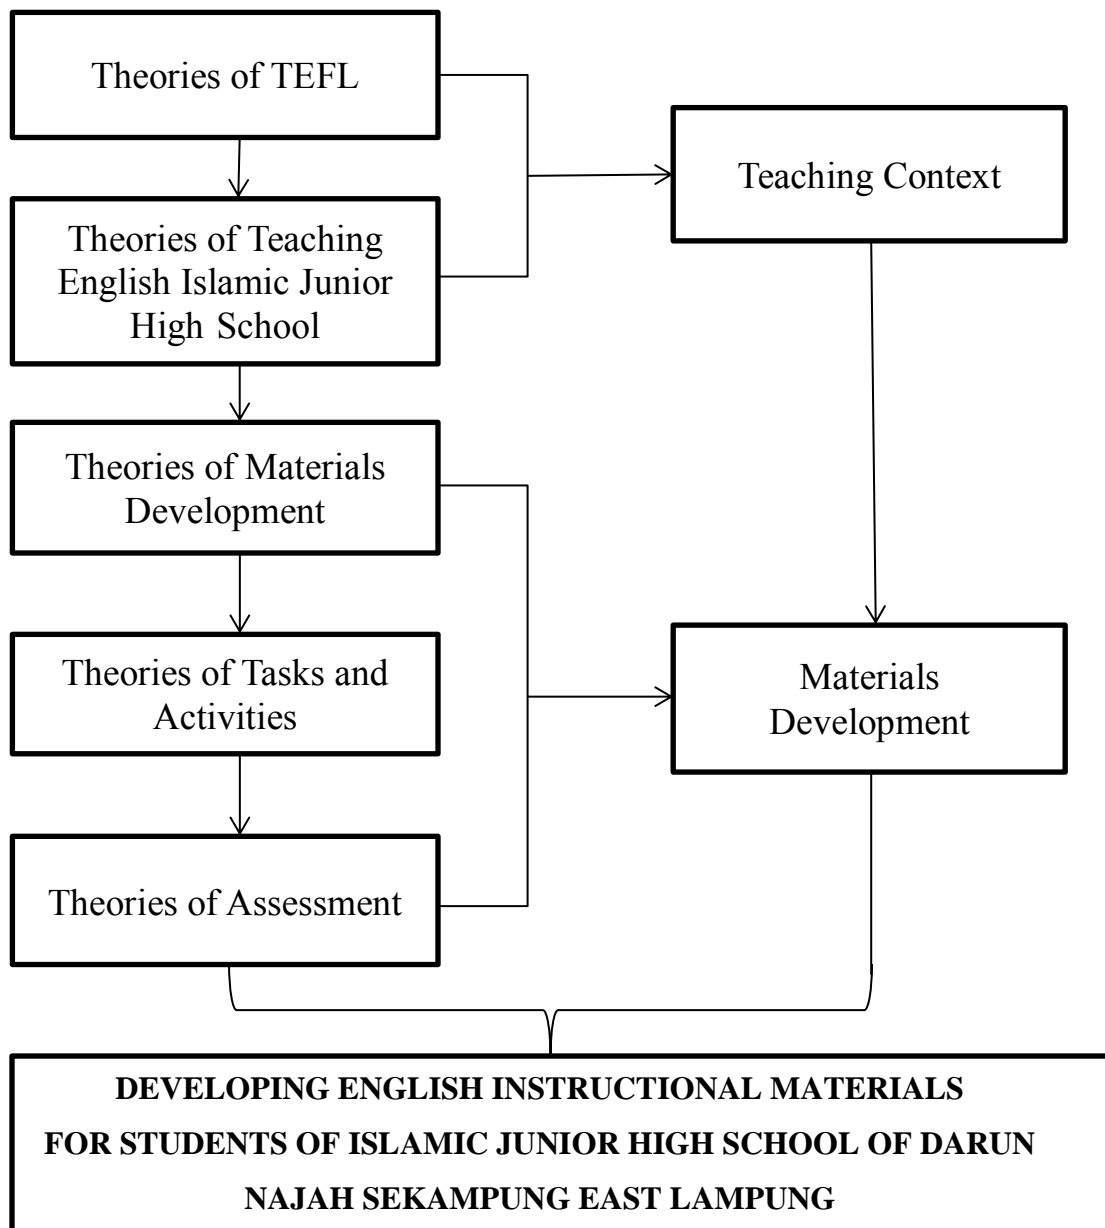 Theories of TEFL
Teaching Context
Theories of Teaching
English Islamic Junior
High School
Theories of Materials
Development
Theories of Tasks and
Activities
Materials
Development
Theories of Assessment
DEVELOPING ENGLISH INSTRUCTIONAL MATERIALS
FOR STUDENTS OF ISLAMIC JUNIOR HIGH SCHOOL OF DARUN
NAJAH SEKAMPUNG EAST LAMPUNG